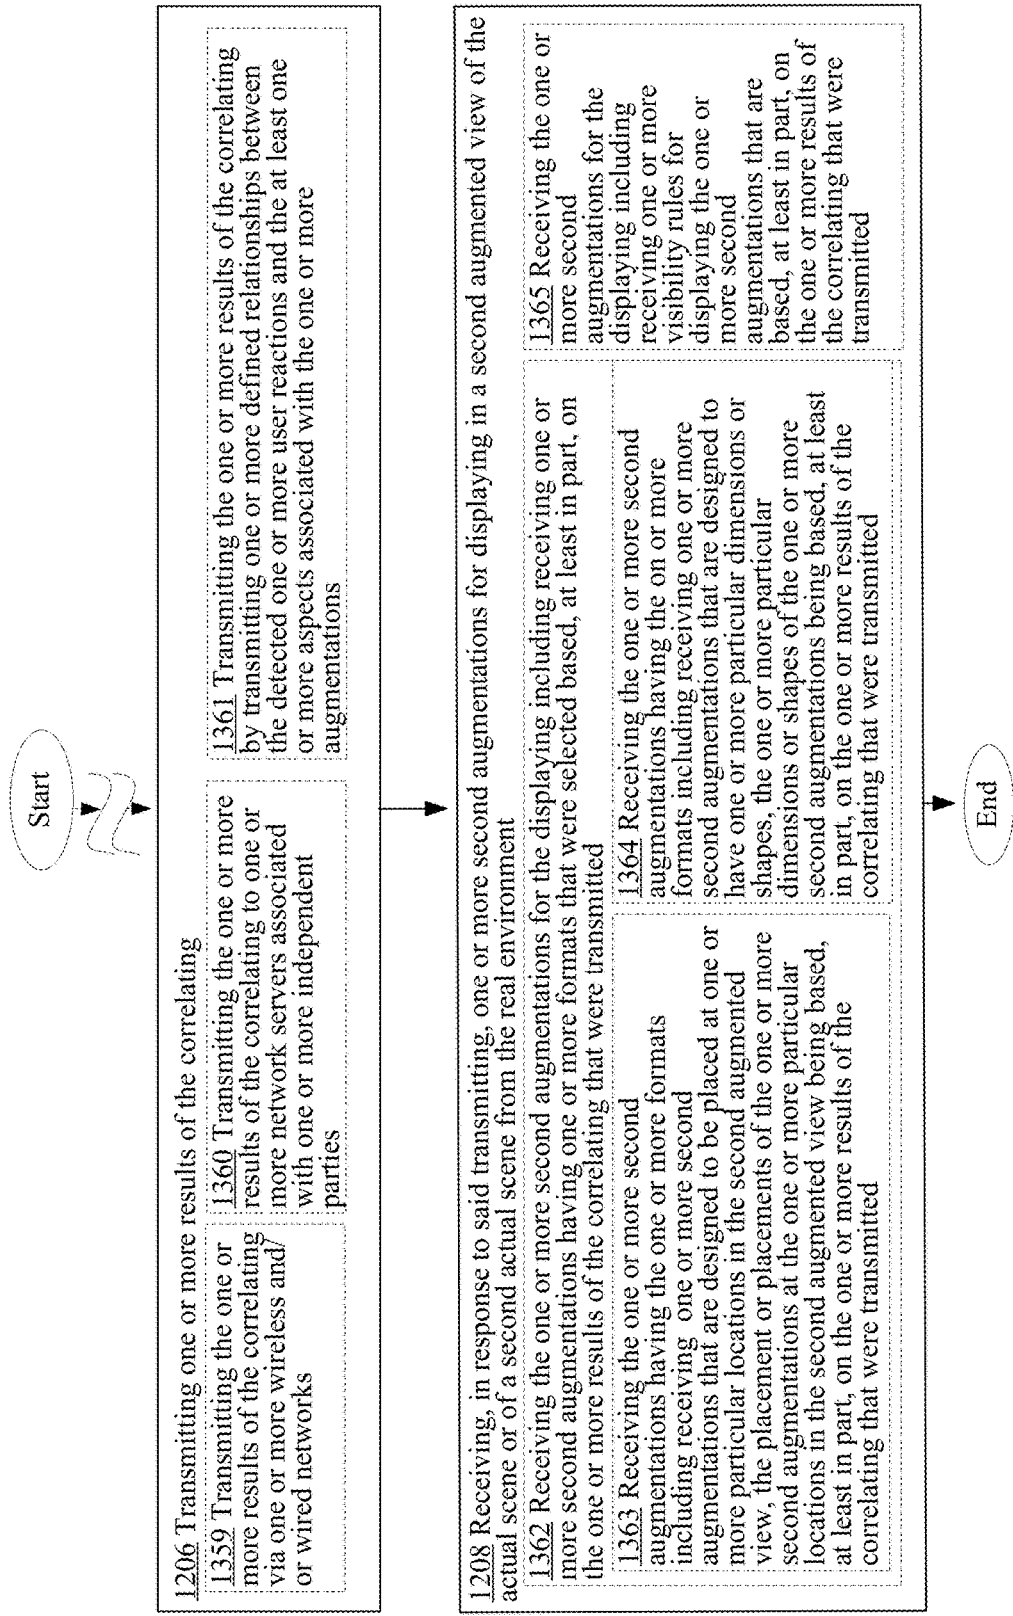 Start
1206 Transmitting one or more results of the correlating
1359 Transmitting the one or
more results of the correlating
via one or more wireless and/
or wired networks
1360 Transmitting the one or more
results of the correlating to one or
more network servers associated
with one or more independent
parties
1361 Transmitting the one or more results of the correlating
by transmitting one or more defined relationships between
the detected one or more user reactions and the at least one
or more aspects associated with the one or more
augmentations
1208 Receiving, in response to said transmitting, one or more second augmentations for displaying in a second augmented view of the
actual scene or of a second actual scene from the real environment
1362 Receiving the one or more second augmentations for the displaying including receiving one or
more second augmentations having one or more formats that were selected based, at least in part, on
the one or more results of the correlating that were transmitted
1363 Receiving the one or more second
augmentations having the one or more formats
including receiving one or more second
augmentations that are designed to be placed at one or
more particular locations in the second augmented
view, the placement or placements of the one or more
second augmentations at the one or more particular
locations in the second augmented view being based,
at least in part, on the one or more results of the
correlating that were transmitted
1364 Receiving the one or more second
augmentations having the on or more
formats including receiving one or more
second augmentations that are designed to
have one or more particular dimensions or
shapes, the one or more particular
dimensions or shapes of the one or more
second augmentations being based, at least
in part, on the one or more results of the
correlating that were transmitted
1365 Receiving the one or
more second
augmentations for the
displaying including
receiving one or more
visibility rules for
displaying the one or
more second
augmentations that are
based, at least in part, on
the one or more results of
the correlating that were
transmitted
End